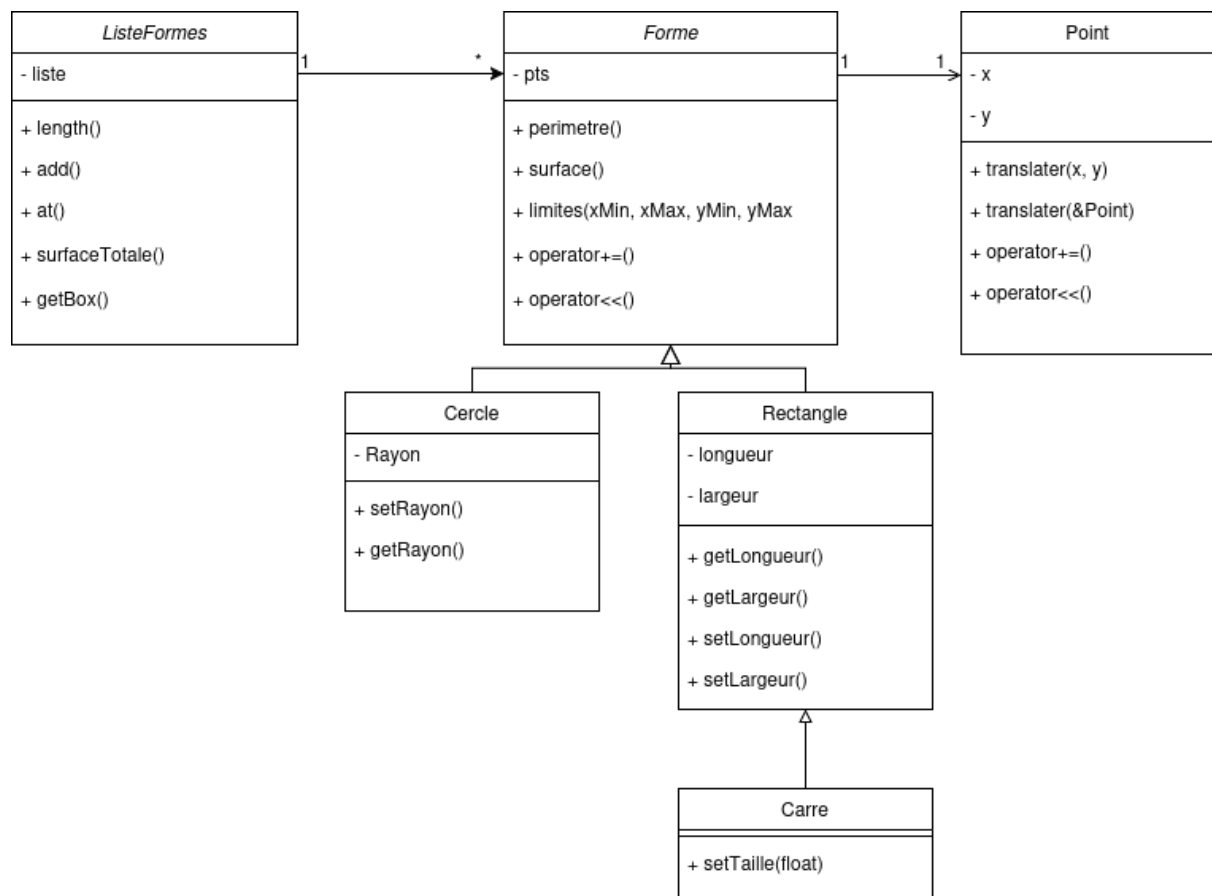 ListeFormes
- liste
+ length()
+ add()
+ at()
+ surfaceTotale()
+ getBox()
1
*
Forme
- pts
+ perimetre()
+ surface()
+ limites(xMin, xMax, yMin, yMax
+ operator+=()
+ operator<<()
1
1
Point
- x
- y
+ translater(x, y)
+ translater(&Point)
+ operator+=()
+ operator<<()
Cercle
- Rayon
+ setRayon()
+ getRayon()
Rectangle
- longueur
- largeur
+ getLongueur()
+ getLargeur()
+ setLongueur()
+ setLargeur()
Carre
+ setTaille(float)